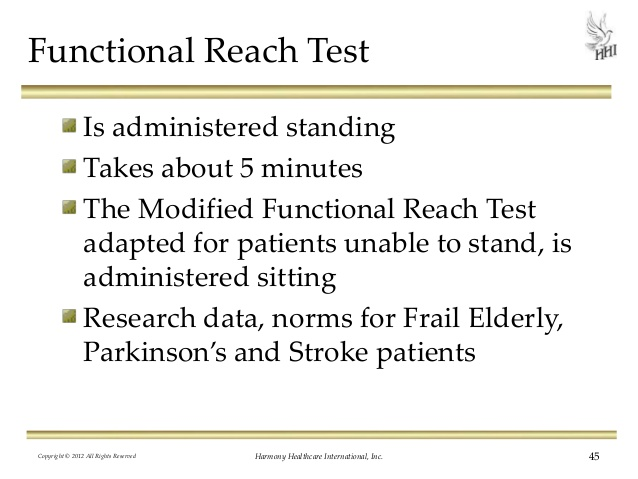 Functional Reach Test
HHI
Is administered standing
Takes about 5 minutes
The Modified Functional Reach Test
adapted for patients unable to stand, is
administered sitting
Research data, norms for Frail Elderly,
Parkinson’s and Stroke patients
Copyright © 2012 All Rights Reserved
Harmony Healthcare International, Inc.
45